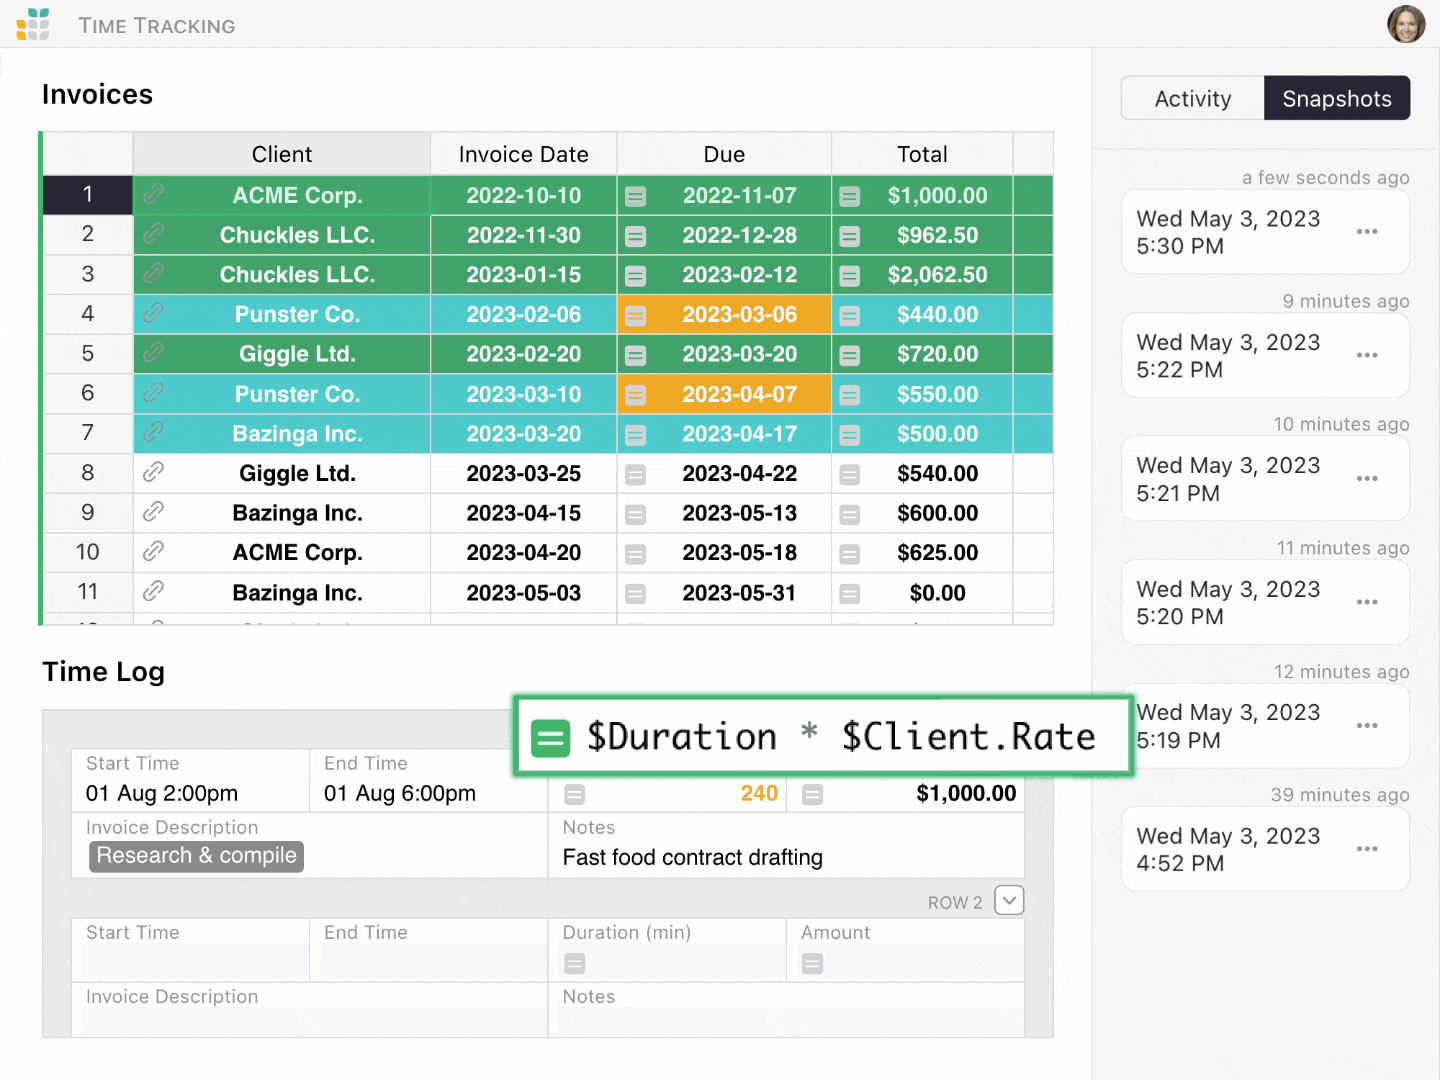 TIME TRACKING
Invoices
Client Invoice Date Due Total
1 ACME Corp. 2022-10-10 2022-11-07 $1,000.00
2 Chuckles LLC. 2022-11-30 2022-12-28 $962.50
3 Chuckles LLC. 2023-01-15 2023-02-12 $2,062.50
4 Punster Co. 2023-02-06 2023-03-06 $440.00
5 Giggle Ltd. 2023-02-20 2023-03-20 $720.00
6 Punster Co. 2023-03-10 2023-04-07 $550.00
7 Bazinga Inc. 2023-03-20 2023-04-17 $500.00
8 Giggle Ltd. 2023-03-25 2023-04-22 $540.00
9 Bazinga Inc. 2023-04-15 2023-05-13 $600.00
10 ACME Corp. 2023-04-20 2023-05-18 $625.00
11 Bazinga Inc. 2023-05-03 2023-05-31 $0.00
Time Log
$Duration * $Client.Rate
Start Time End Time
01 Aug 2:00pm 01 Aug 6:00pm 240 $1,000.00
Invoice Description Notes
Research & compile Fast food contract drafting
ROW 2
Start Time End Time Duration (min) Amount
Invoice Description Notes
Activity Snapshots
a few seconds ago
Wed May 3, 2023
5:30 PM
9 minutes ago
Wed May 3, 2023
5:22 PM
10 minutes ago
Wed May 3, 2023
5:21 PM
11 minutes ago
Wed May 3, 2023
5:20 PM
12 minutes ago
Wed May 3, 2023
5:19 PM
39 minutes ago
Wed May 3, 2023
4:52 PM